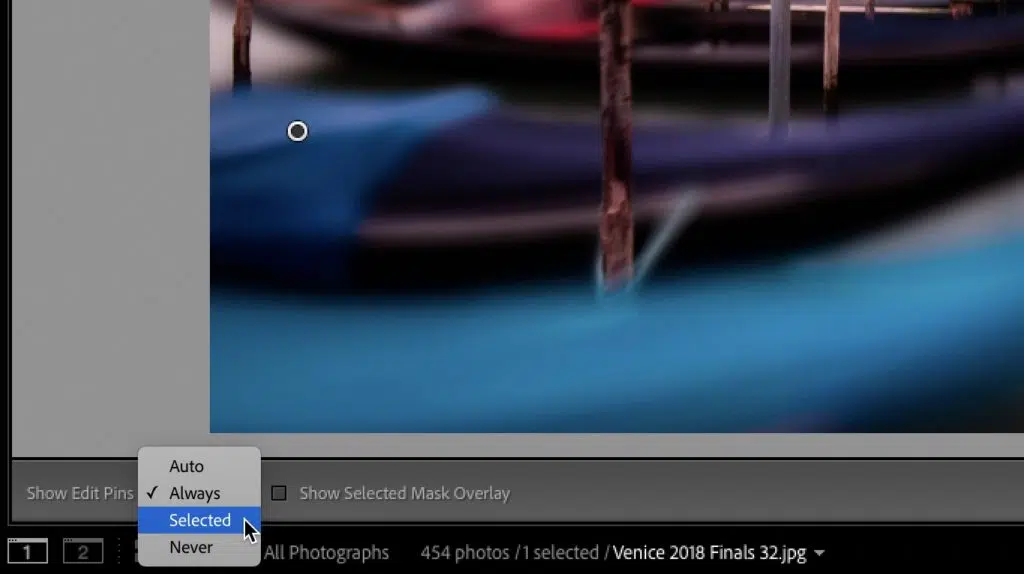 Auto
Show Edit Pins ✓ Always Show Selected Mask Overlay
Selected
Never
1 2 All Photographs 454 photos / 1 selected / Venice 2018 Finals 32.jpg